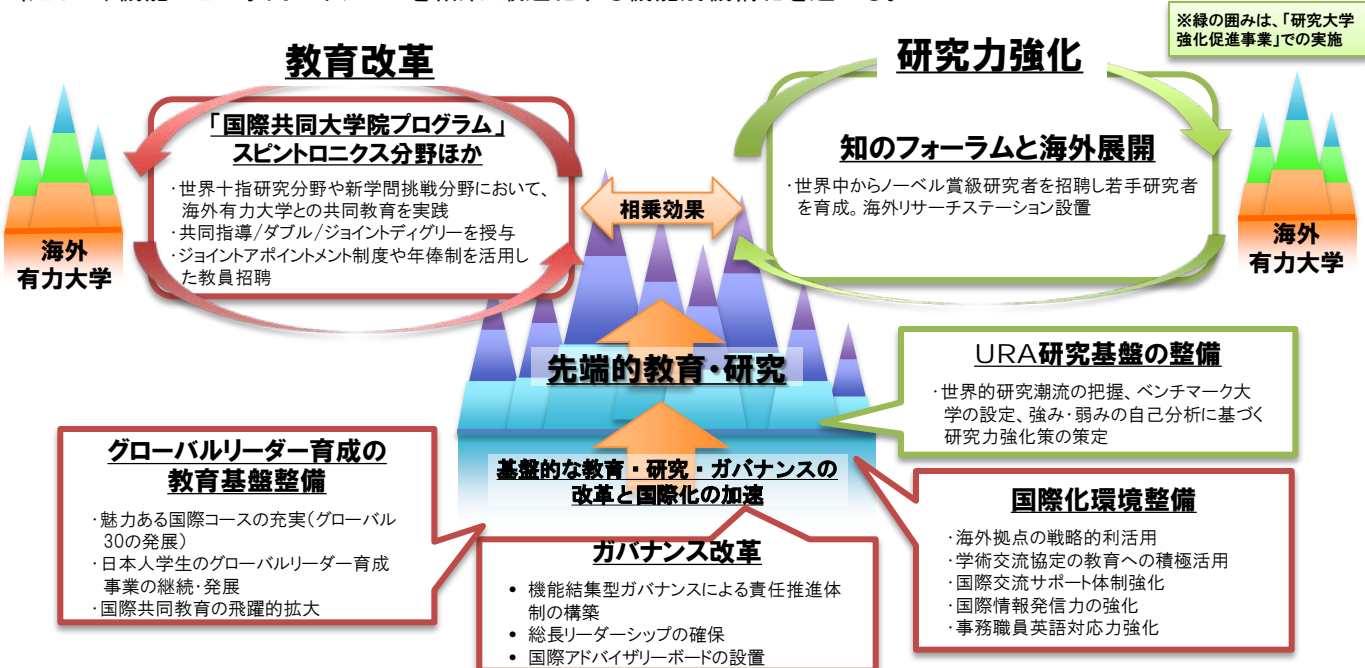 ※緑の囲みは、「研究大学
強化促進事業」での実施
教育改革
研究力強化
「国際共同大学院プログラム」
スピントロニクス分野ほか
・世界十指研究分野や新学問挑戦分野において、
海外有力大学との共同教育を実践
・共同指導/ダブル/ジョイントディグリーを授与
・ジョイントアポイントメント制度や年俸制を活用し
た教員招聘
知のフォーラムと海外展開
・世界中からノーベル賞級研究者を招聘し若手研究者
を育成。海外リサーチステーション設置
相乗効果
海外
有力大学
海外
有力大学
先端的教育・研究
URA研究基盤の整備
・世界的研究潮流の把握、ベンチマーク大
学の設定、強み・弱みの自己分析に基づく
研究力強化策の策定
グローバルリーダー育成の
教育基盤整備
・魅力ある国際コースの充実(グローバル
30の発展)
・日本人学生のグローバルリーダー育成
事業の継続・発展
・国際共同教育の飛躍的拡大
基盤的な教育・研究・ガバナンスの
改革と国際化の加速
ガバナンス改革
• 機能結集型ガバナンスによる責任推進体
制の構築
• 総長リーダーシップの確保
• 国際アドバイザリーボードの設置
国際化環境整備
・海外拠点の戦略的利活用
・学術交流協定の教育への積極活用
・国際交流サポート体制強化
・国際情報発信力の強化
・事務職員英語対応力強化